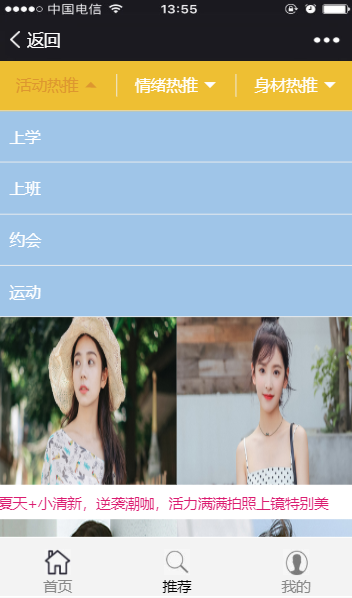 中国电信 13:55
返回
活动热推 情绪热推 身材热推
上学
上班
约会
运动
夏天+小清新，逆袭潮咖，活力满满拍照上镜特别美
首页 推荐 我的